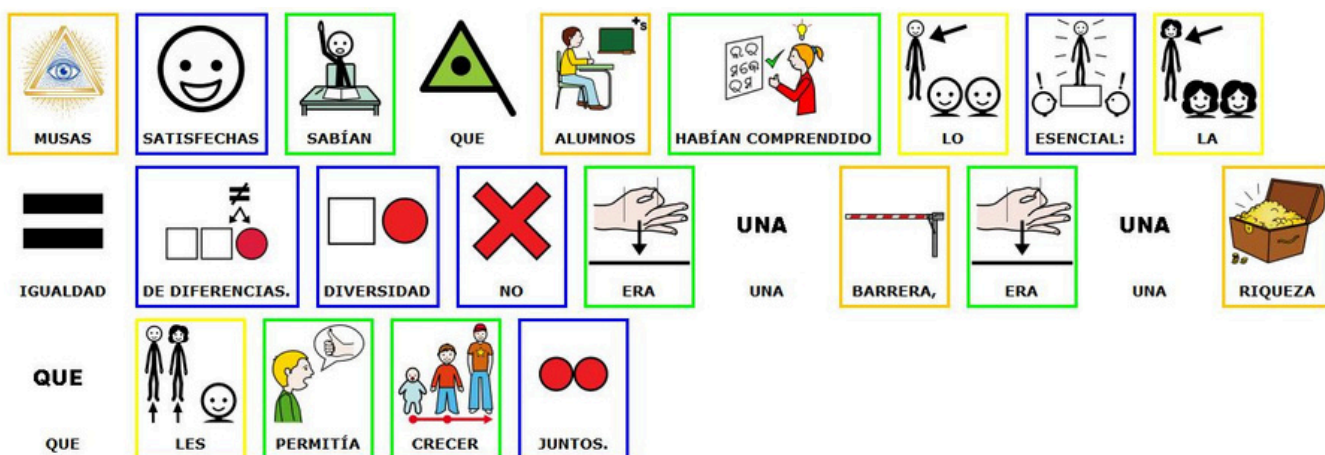 MUSAS SATISFECHAS SABÍAN QUE ALUMNOS HABÍAN COMPRENDIDO LO ESENCIAL: LA
UNA UNA
IGUALDAD DE DIFERENCIAS. DIVERSIDAD NO ERA UNA BARRERA, ERA UNA RIQUEZA
QUE
QUE LES PERMITÍA CRECER JUNTOS.